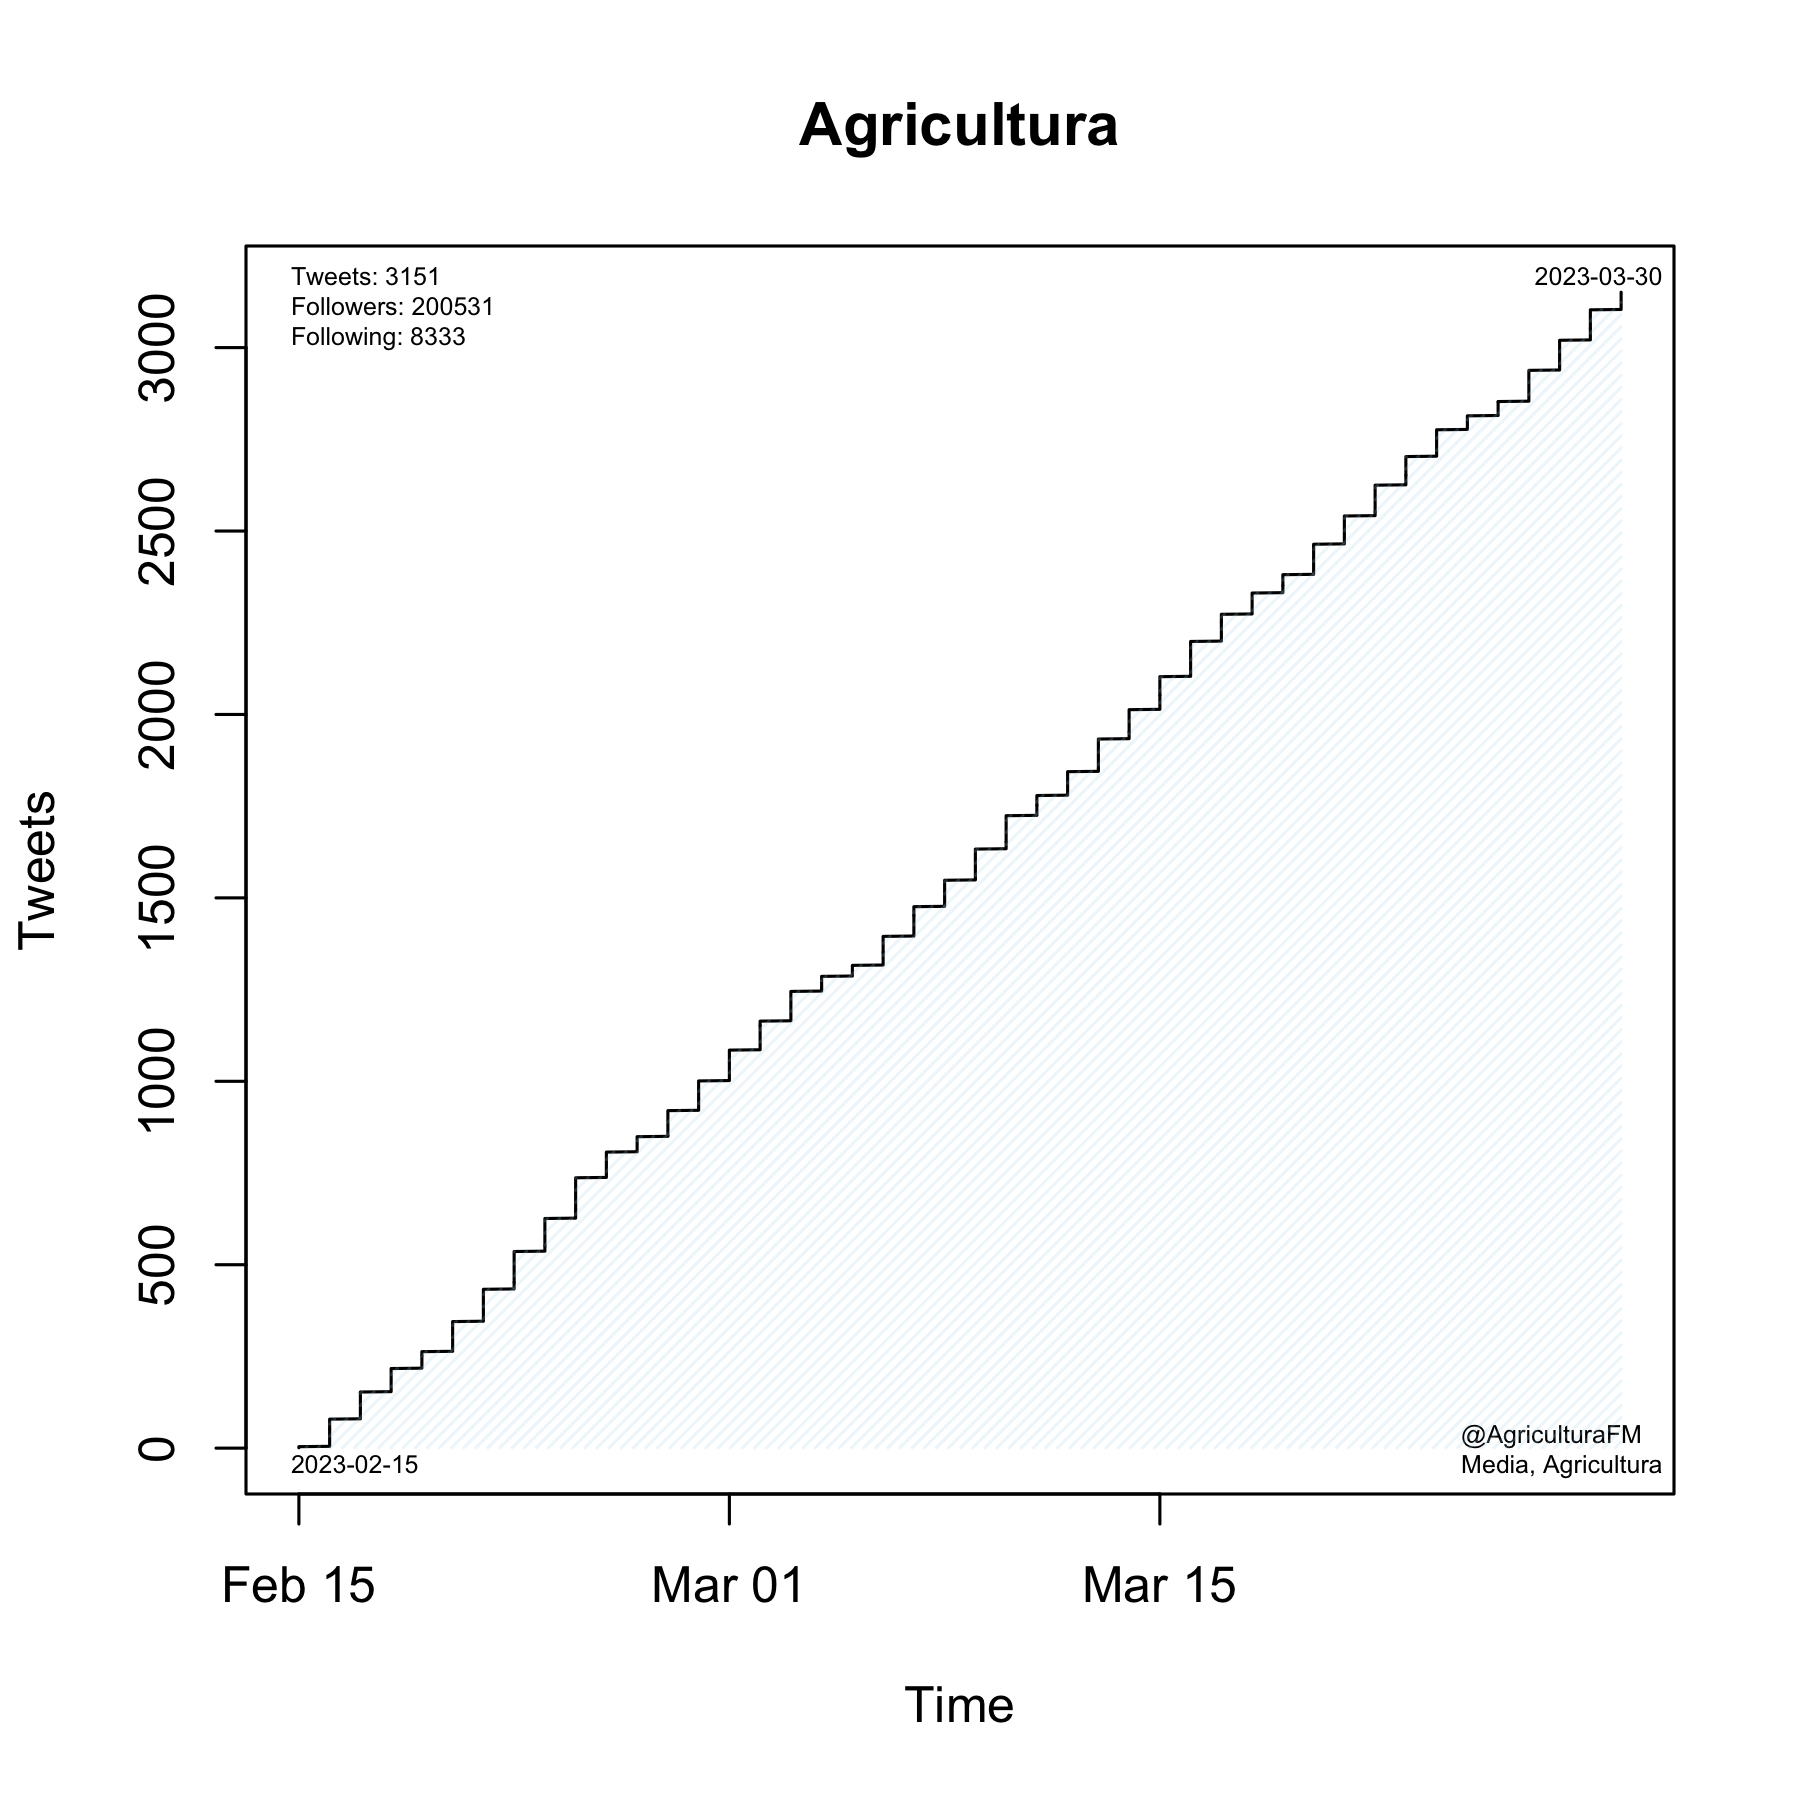 Agricultura
Tweets: 3151
Followers: 200531
Following: 8333
2023-03-30
3000
2500
2000
1500
1000
500
0
Tweets
2023-02-15
@AgriculturaFM
Media, Agricultura
Feb 15
Mar 01
Mar 15
Time